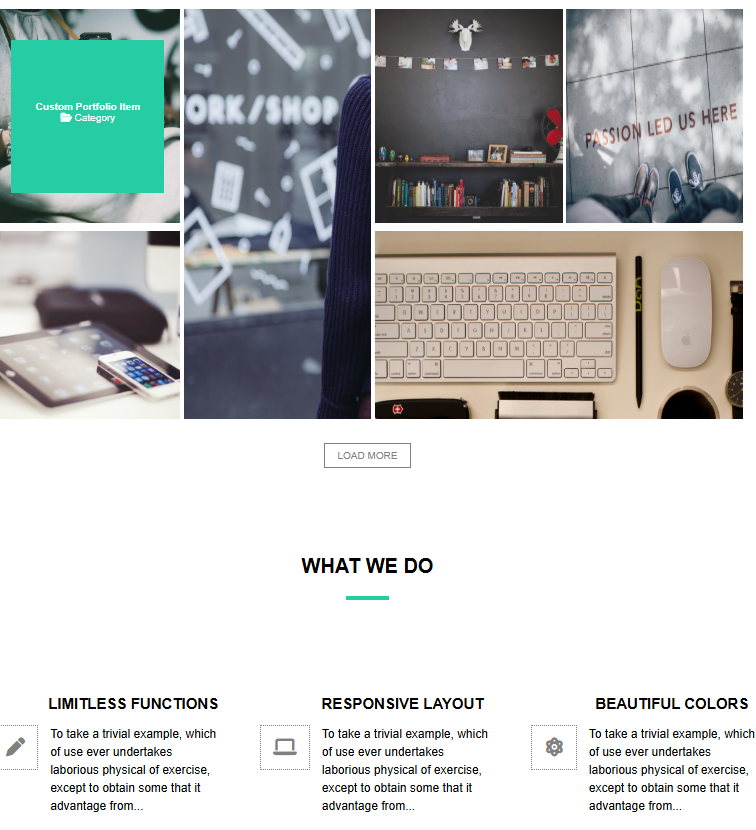 Custom Portfolio Item
Category
ORK/SHOP
PASSION LED US HERE
LOAD MORE
WHAT WE DO
LIMITLESS FUNCTIONS
To take a trivial example, which
of use ever undertakes
laborious physical of exercise,
except to obtain some that it
advantage from...
RESPONSIVE LAYOUT
To take a trivial example, which
of use ever undertakes
laborious physical of exercise,
except to obtain some that it
advantage from...
BEAUTIFUL COLORS
To take a trivial example, which
of use ever undertakes
laborious physical of exercise,
except to obtain some that it
advantage from...